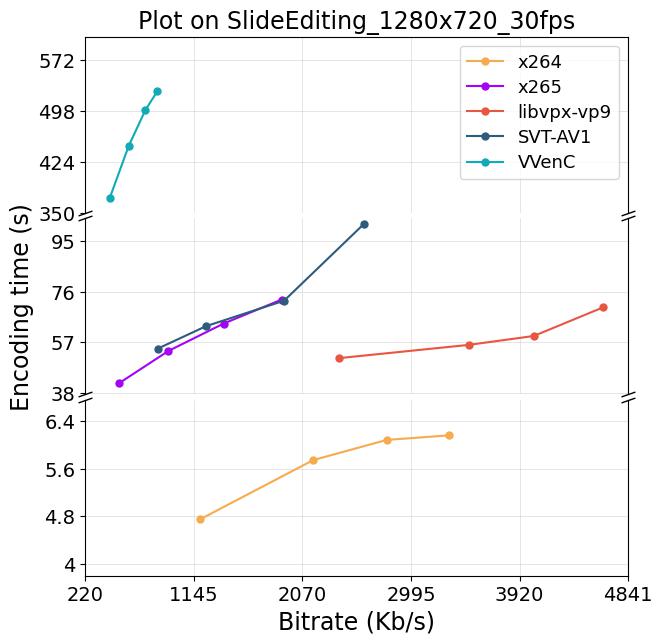 Plot on SlideEditing_1280x720_30fps
x264
x265
libvpx-vp9
SVT-AV1
VVenC
572
498
424
350
95
76
57
38
6.4
5.6
4.8
4
Encoding time (s)
220 1145 2070 2995 3920 4841
Bitrate (Kb/s)